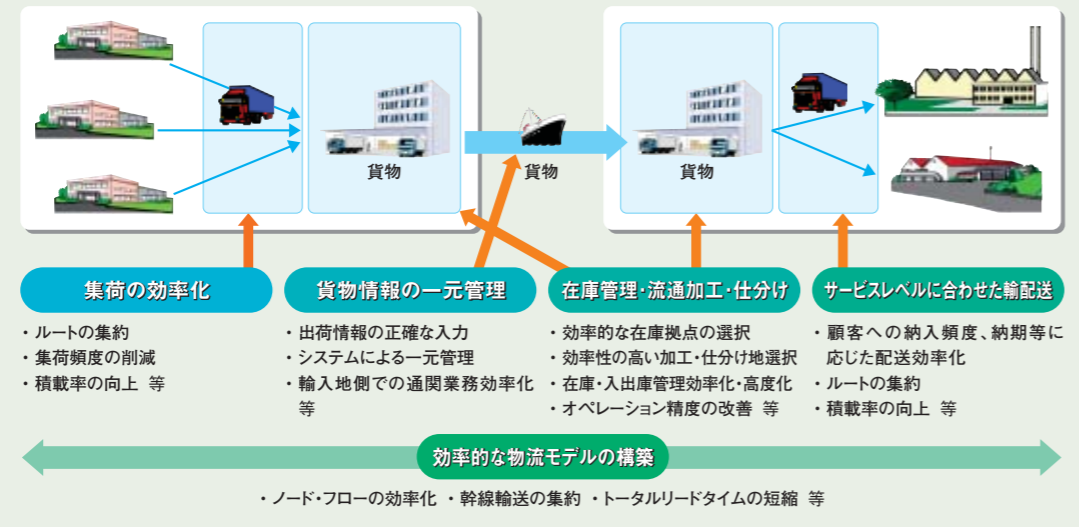 貨物
貨物
貨物
集荷の効率化
・ルートの集約
・集荷頻度の削減
・積載率の向上 等
貨物情報の一元管理
・出荷情報の正確な入力
・システムによる一元管理
・輸入地側での通関業務効率化
等
在庫管理・流通加工・仕分け
・効率的な在庫拠点の選択
・効率性の高い加工・仕分け地選択
・在庫・入出庫管理効率化・高度化
・オペレーション精度の改善 等
サービスレベルに合わせた輸配送
・顧客への納入頻度、納期等に
応じた配送効率化
・ルートの集約
・積載率の向上 等
効率的な物流モデルの構築
・ノード・フローの効率化 ・幹線輸送の集約 ・トータルリードタイムの短縮 等